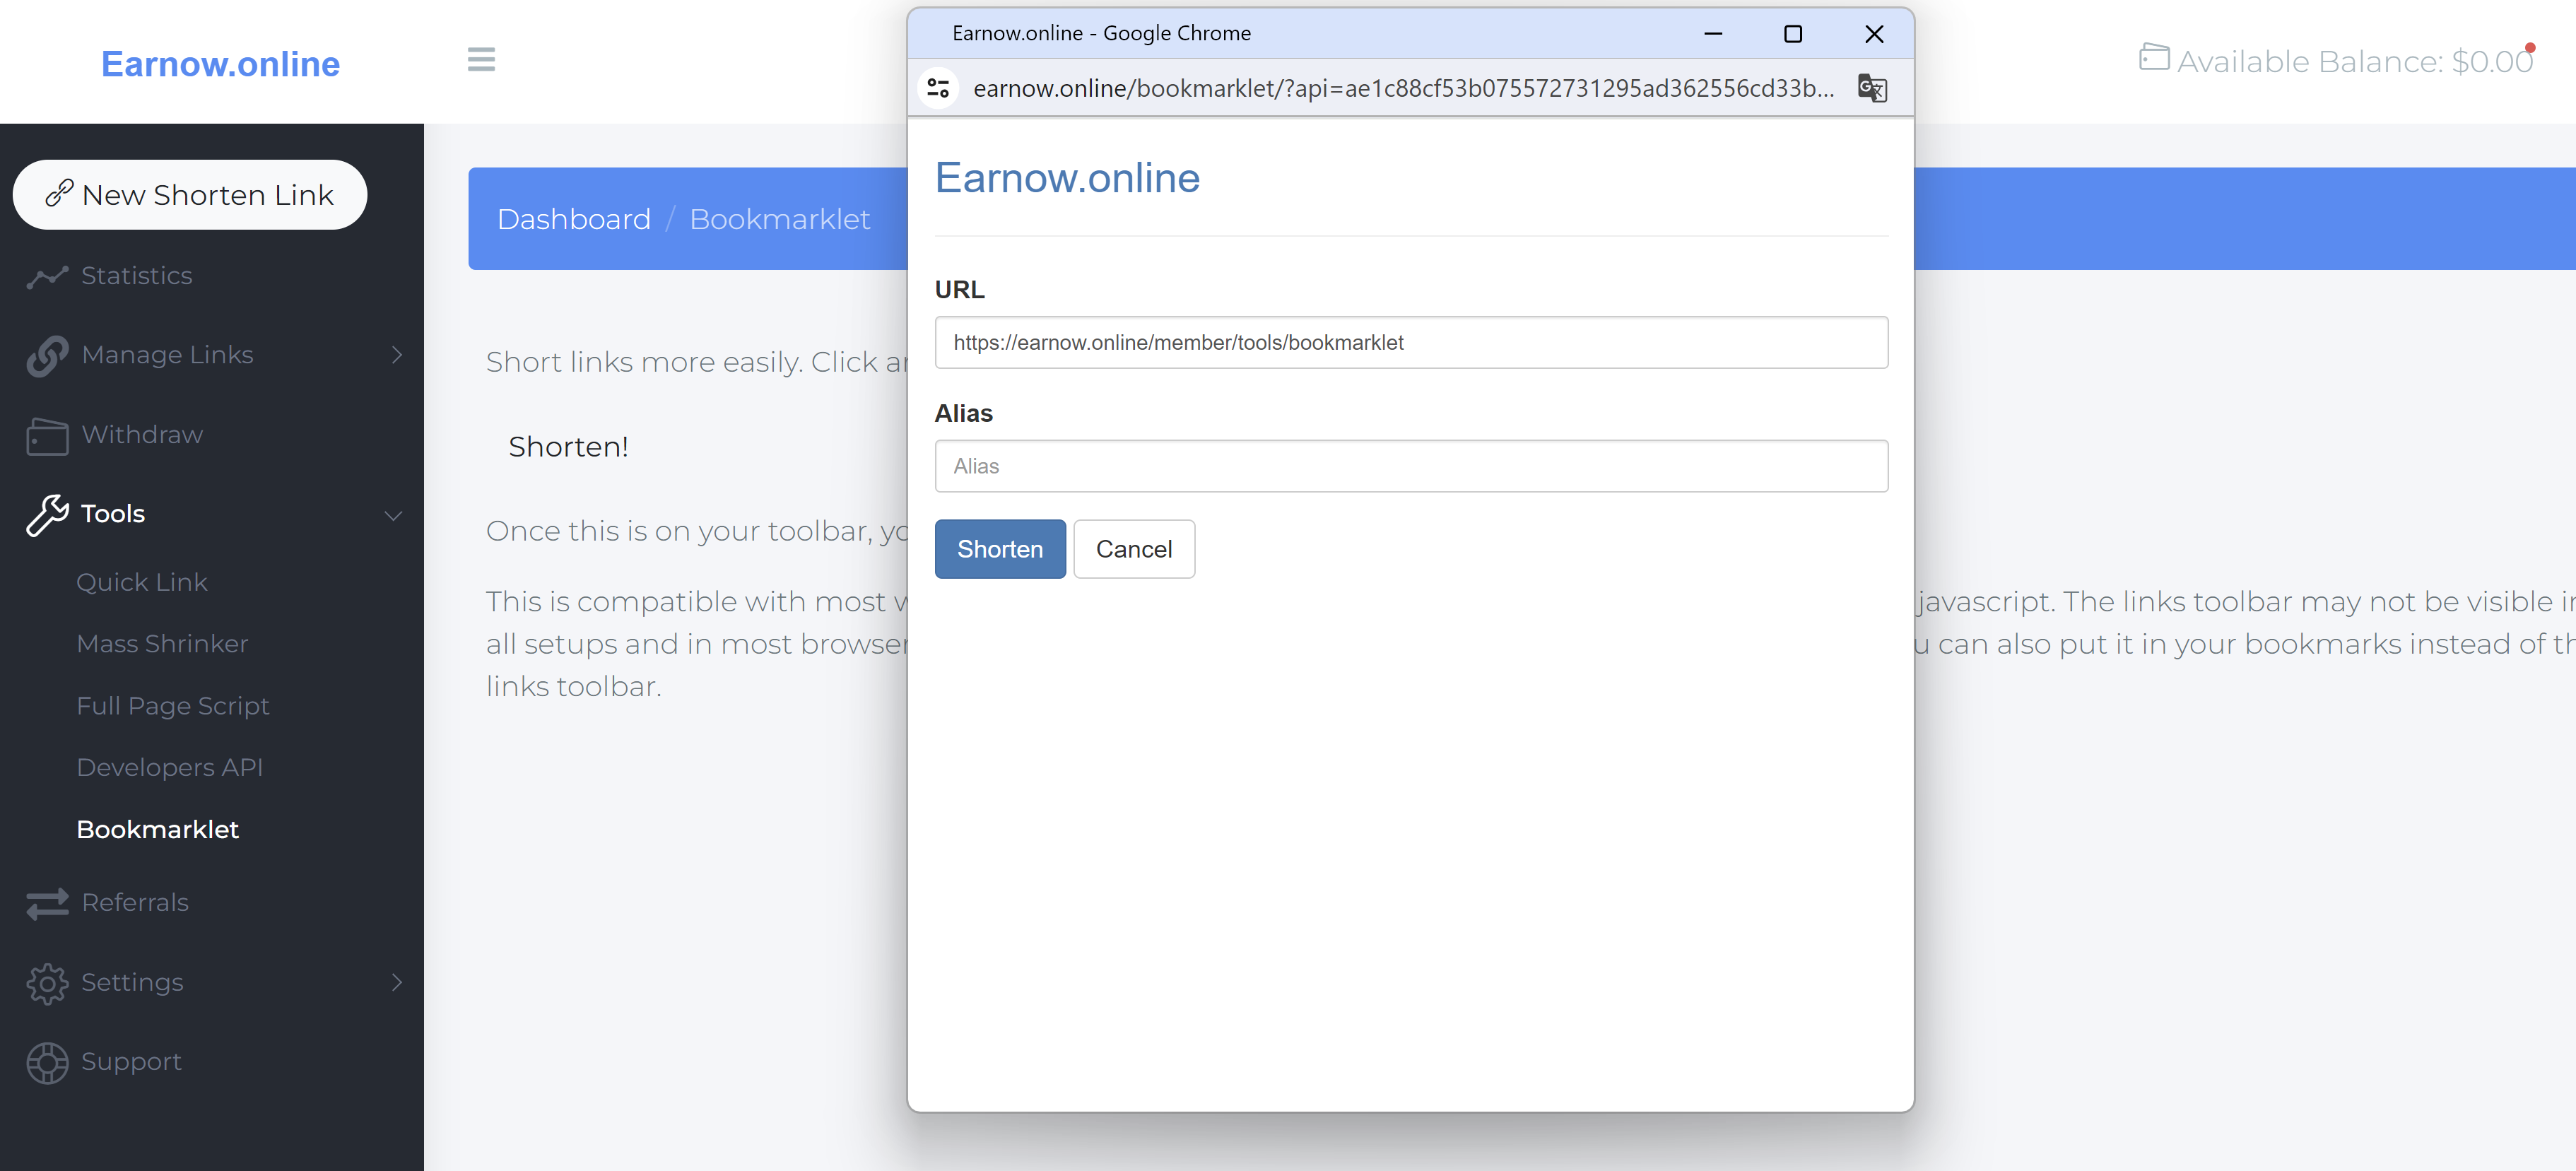 Earnow.online
Available Balance: $0.00
New Shorten Link
Statistics
Manage Links
Withdraw
Tools
Quick Link
Mass Shrinker
Full Page Script
Developers API
Bookmarklet
Referrals
Settings
Support
Dashboard / Bookmarklet
Short links more easily. Click
Shorten!
Once this is on your toolbar,
This is compatible with most
javascript. The links toolbar may not be visible
all setups and in most
can also put it in your bookmarks instead of
links toolbar.
Earnow.online - Google Chrome
earnow.online/bookmarklet/?api=ae1c88cf53b075572731295ad362556cd33b...
Earnow.online
URL
https://earnow.online/member/tools/bookmarklet
Alias
Alias
Shorten
Cancel